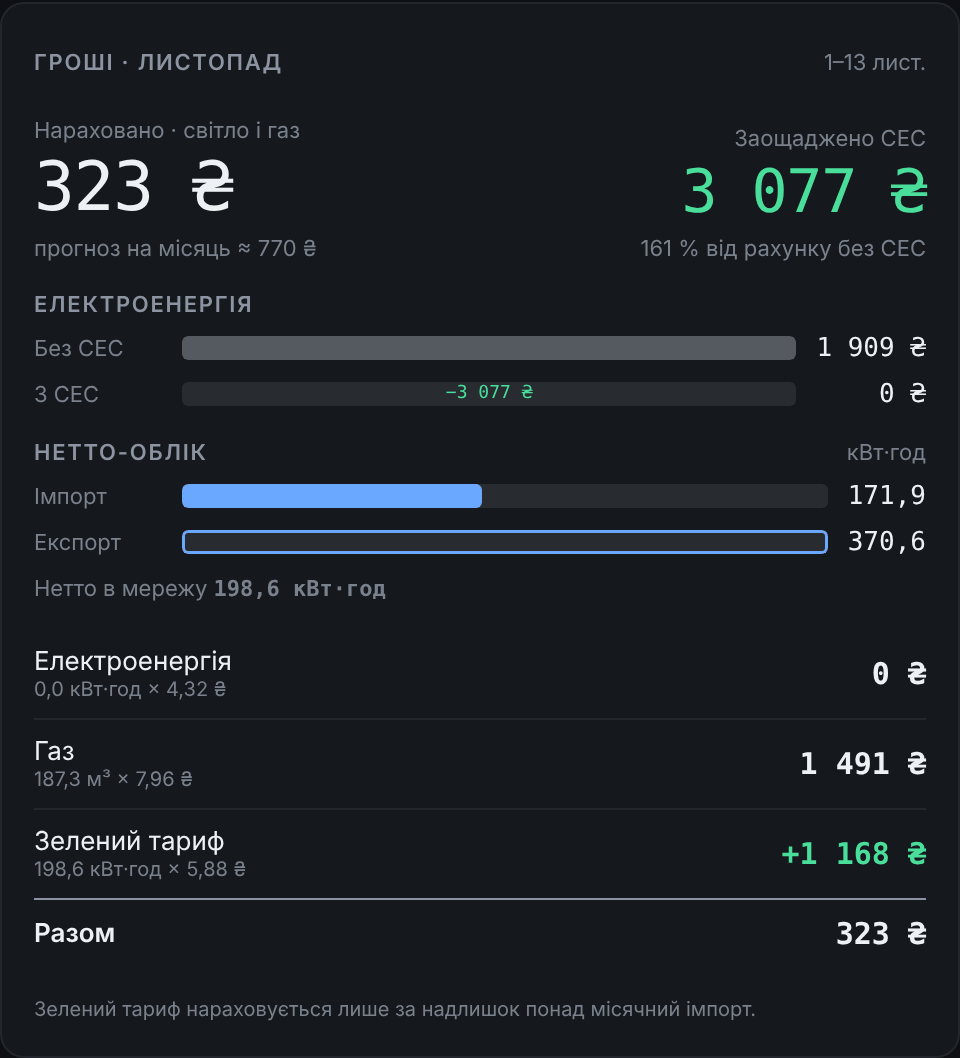 ГРОШІ · ЛИСТОПАД
1–13 лист.
Нараховано · світло і газ
323 ₴
прогноз на місяць ≈ 770 ₴
Заощаджено СЕС
3 077 ₴
161 % від рахунку без СЕС
ЕЛЕКТРОЕНЕРГІЯ
Без СЕС 1 909 ₴
З СЕС −3 077 ₴ 0 ₴
НЕТТО-ОБЛІК кВт·год
Імпорт 171,9
Експорт 370,6
Нетто в мережу 198,6 кВт·год
Електроенергія 0 ₴
0,0 кВт·год × 4,32 ₴
Газ 1 491 ₴
187,3 м³ × 7,96 ₴
Зелений тариф +1 168 ₴
198,6 кВт·год × 5,88 ₴
Разом 323 ₴
Зелений тариф нараховується лише за надлишок понад місячний імпорт.